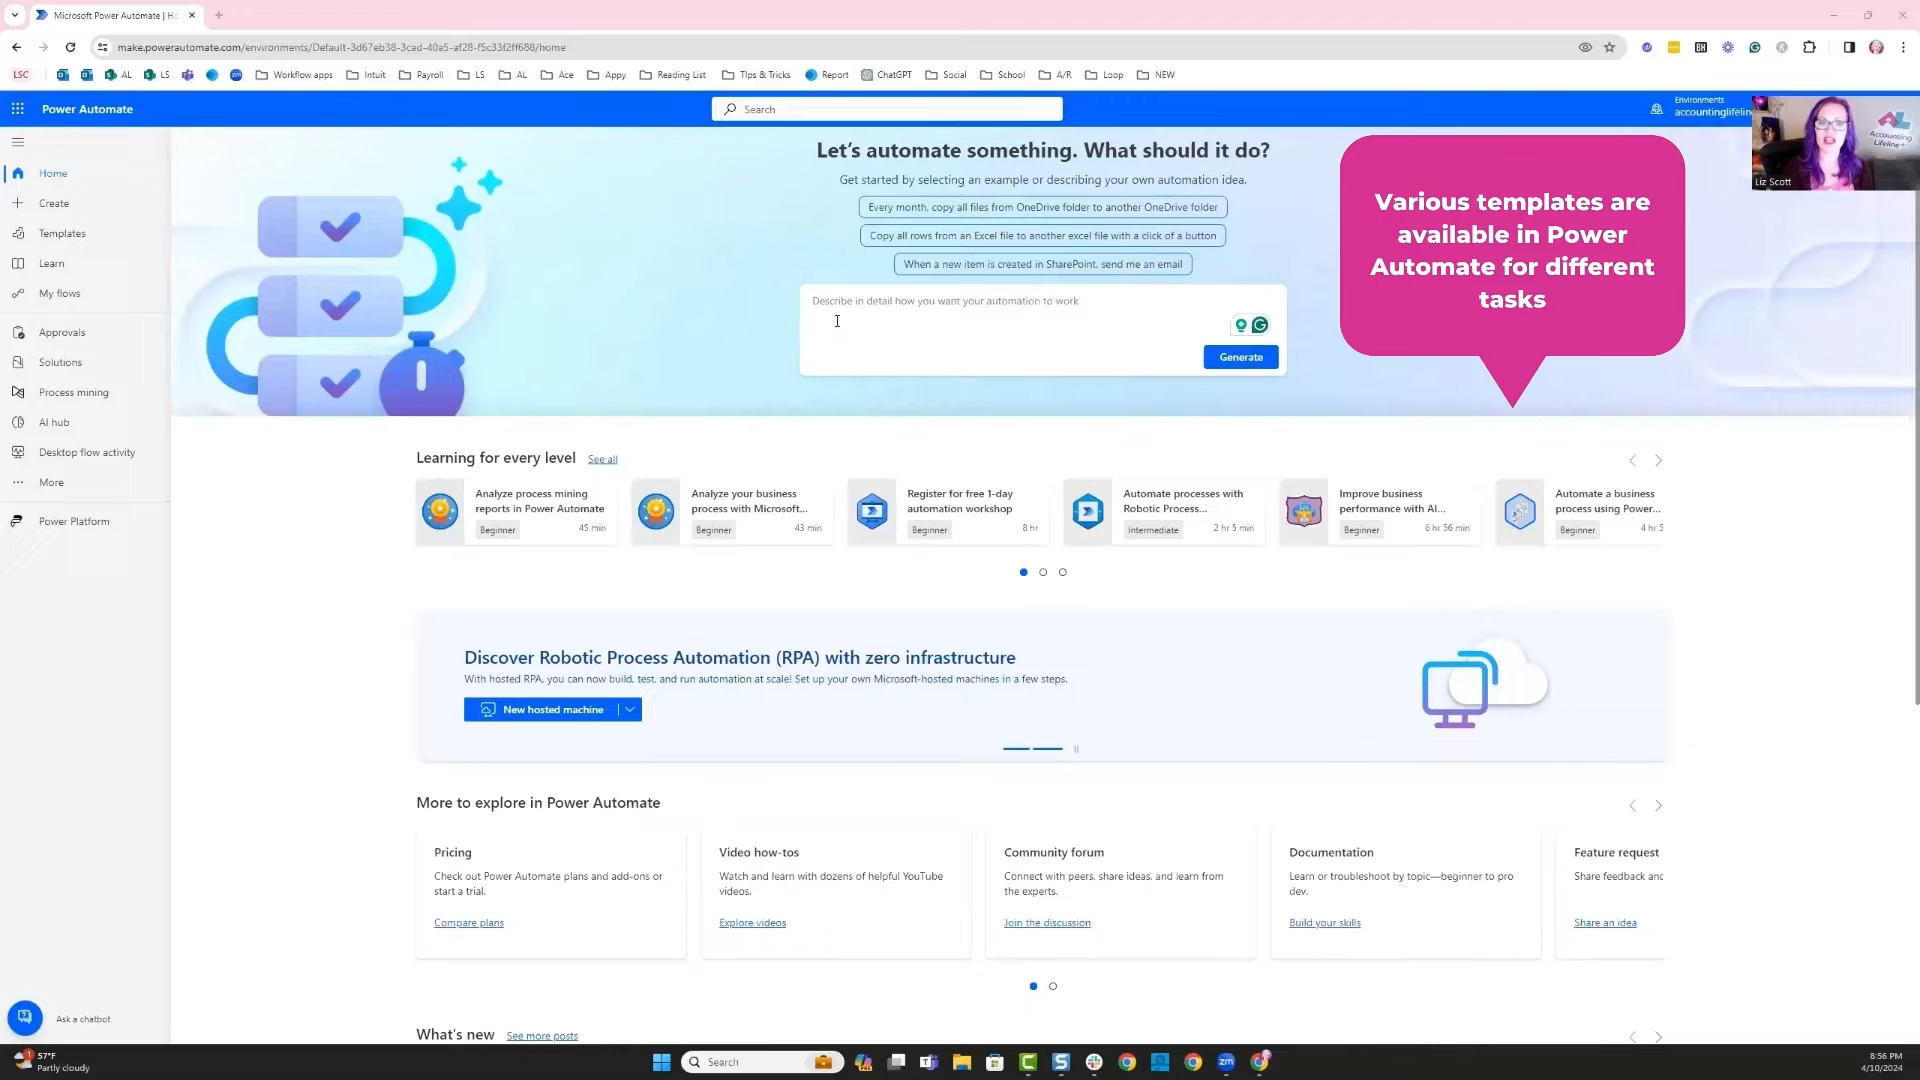 Microsoft Power Automate | Ho
make.powerautomate.com/environments/Default-3d67eb38-3cad-40a5-af28-f5c33f2ff688/home
LSC
AL
LS
Workflow apps
Intuit
Payroll
LS
AL
Ace
Appy
Reading List
Tips & Tricks
Report
ChatGPT
Social
School
A/R
Loop
NEW
Power Automate
Search
Environments
accountinglifelin
Accounting
Lifeline
Liz Scott
Home
Create
Templates
Learn
My flows
Approvals
Solutions
Process mining
AI hub
Desktop flow activity
More
Power Platform
Ask a chatbot
Let's automate something. What should it do?
Get started by selecting an example or describing your own automation idea.
Every month, copy all files from OneDrive folder to another OneDrive folder
Copy all rows from an Excel file to another excel file with a click of a button
When a new item is created in SharePoint, send me an email
Describe in detail how you want your automation to work
Generate
Various templates are
available in Power
Automate for different
tasks
Learning for every level See all
Analyze process mining
reports in Power Automate
Beginner 45 min
Analyze your business
process with Microsoft...
Beginner 43 min
Register for free 1-day
automation workshop
Beginner 8 hr
Automate processes with
Robotic Process...
Intermediate 2 hr 5 min
Improve business
performance with AI...
Beginner 6 hr 56 min
Automate a business
process using Power...
Beginner 4 hr 5
Discover Robotic Process Automation (RPA) with zero infrastructure
With hosted RPA, you can now build, test, and run automation at scale! Set up your own Microsoft-hosted machines in a few steps.
New hosted machine
More to explore in Power Automate
Pricing
Check out Power Automate plans and add-ons or
start a trial.
Compare plans
Video how-tos
Watch and learn with dozens of helpful YouTube
videos.
Explore videos
Community forum
Connect with peers, share ideas, and learn from
the experts.
Join the discussion
Documentation
Learn or troubleshoot by topic—beginner to pro
dev.
Build your skills
Feature request
Share feedback and
Share an idea
What's new See more posts
1
57°F
Partly cloudy
Search
zm
8:56 PM
4/10/2024